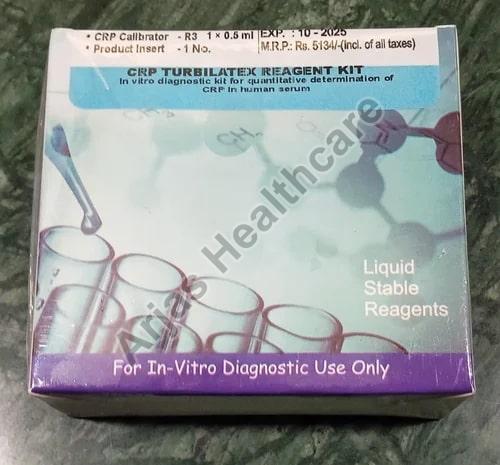 • CRP Calibrator - R3 1 x 0.5 ml
• Product Insert - 1 No.
EXP. : 10 - 2025
M.R.P.: Rs. 5134/-(incl. of all taxes)
CRP TURBILATEX REAGENT KIT
In vitro diagnostic kit for quantitative determination of
CRP in human serum
CH₃
Arjas Healthcare
Liquid
Stable
Reagents
For In-Vitro Diagnostic Use Only